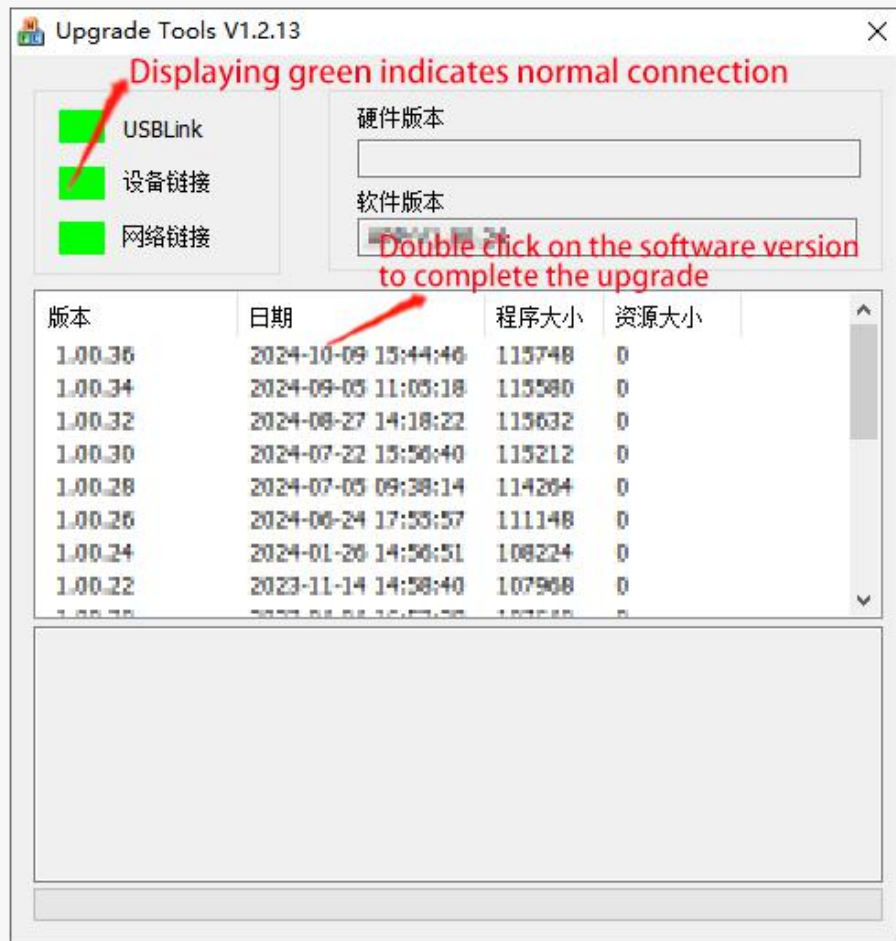 Upgrade Tools V1.2.13
Displaying green indicates normal connection
USBLink
设备链接
网络链接
硬件版本
软件版本
Double click on the software version
to complete the upgrade
版本 日期 程序大小 资源大小
1.00.36 2024-10-09 15:44:46 115748 0
1.00.34 2024-09-05 11:05:18 115580 0
1.00.32 2024-08-27 14:18:22 115632 0
1.00.30 2024-07-22 15:56:40 115212 0
1.00.28 2024-07-05 09:38:14 114264 0
1.00.26 2024-06-24 17:55:57 111148 0
1.00.24 2024-01-26 14:56:51 108224 0
1.00.22 2023-11-14 14:58:40 107968 0